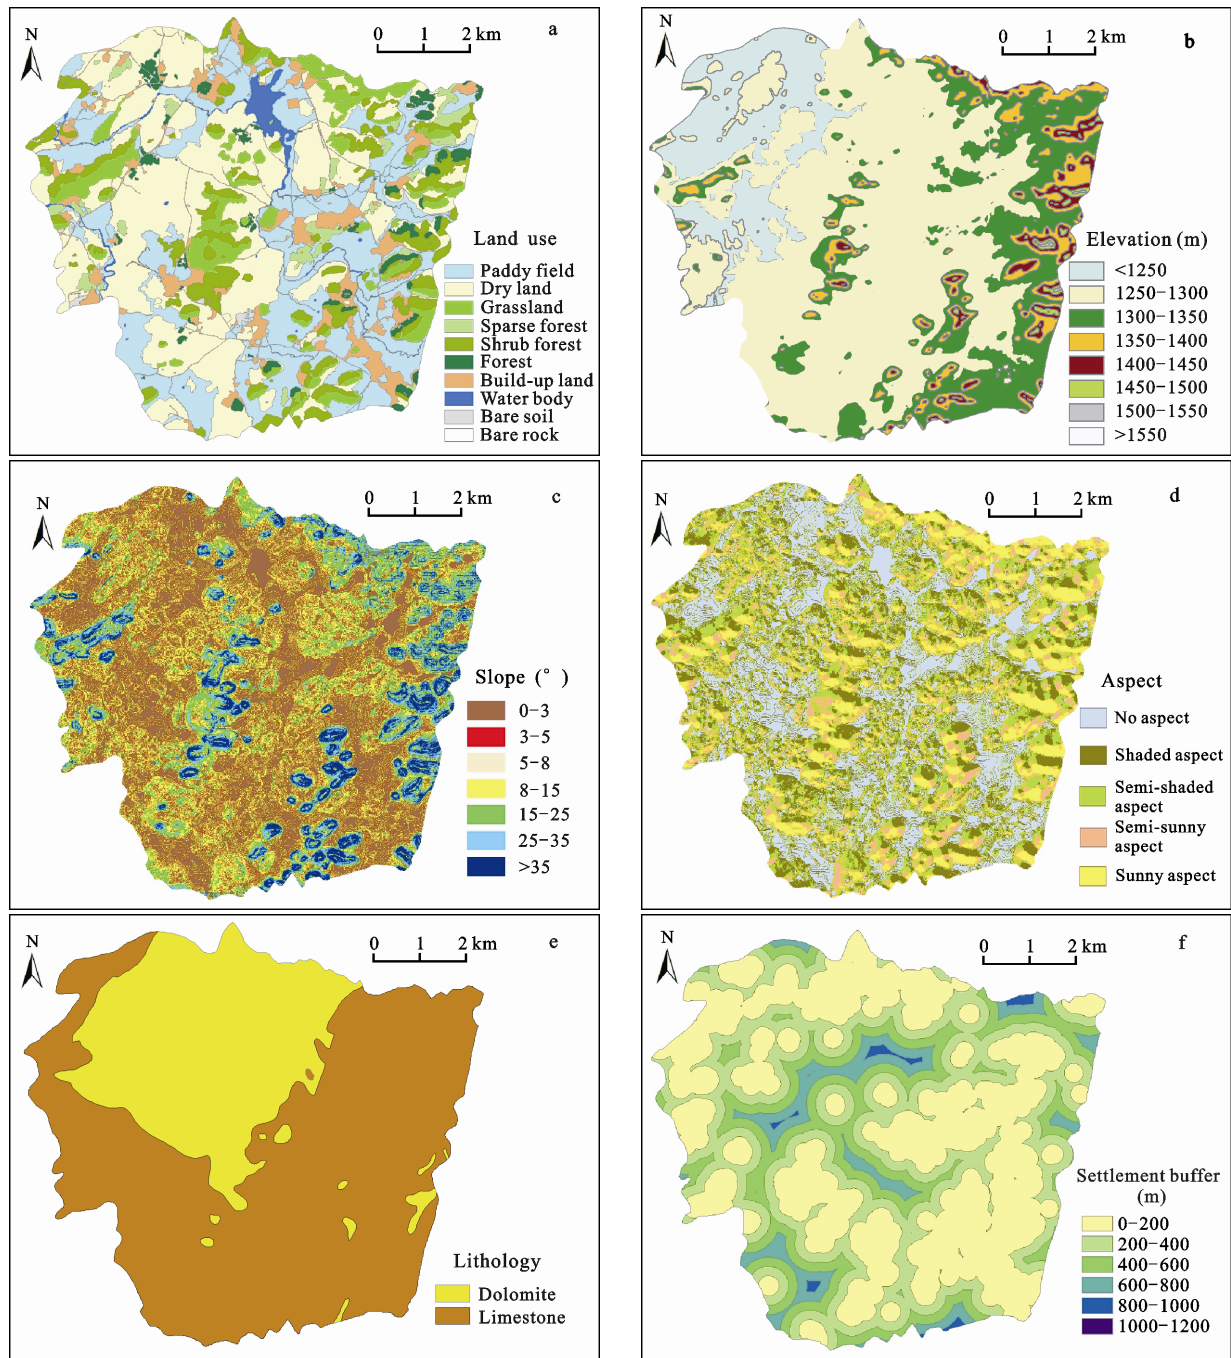 N
0 1 2 km
a
Land use
Paddy field
Dry land
Grassland
Sparse forest
Shrub forest
Forest
Build-up land
Water body
Bare soil
Bare rock
N
0 1 2 km
b
Elevation (m)
<1250
1250-1300
1300-1350
1350-1400
1400-1450
1450-1500
1500-1550
>1550
N
0 1 2 km
c
Slope (°)
0-3
3-5
5-8
8-15
15-25
25-35
>35
N
0 1 2 km
d
Aspect
No aspect
Shaded aspect
Semi-shaded
aspect
Semi-sunny
aspect
Sunny aspect
N
0 1 2 km
e
Lithology
Dolomite
Limestone
N
0 1 2 km
f
Settlement buffer
(m)
0-200
200-400
400-600
600-800
800-1000
1000-1200